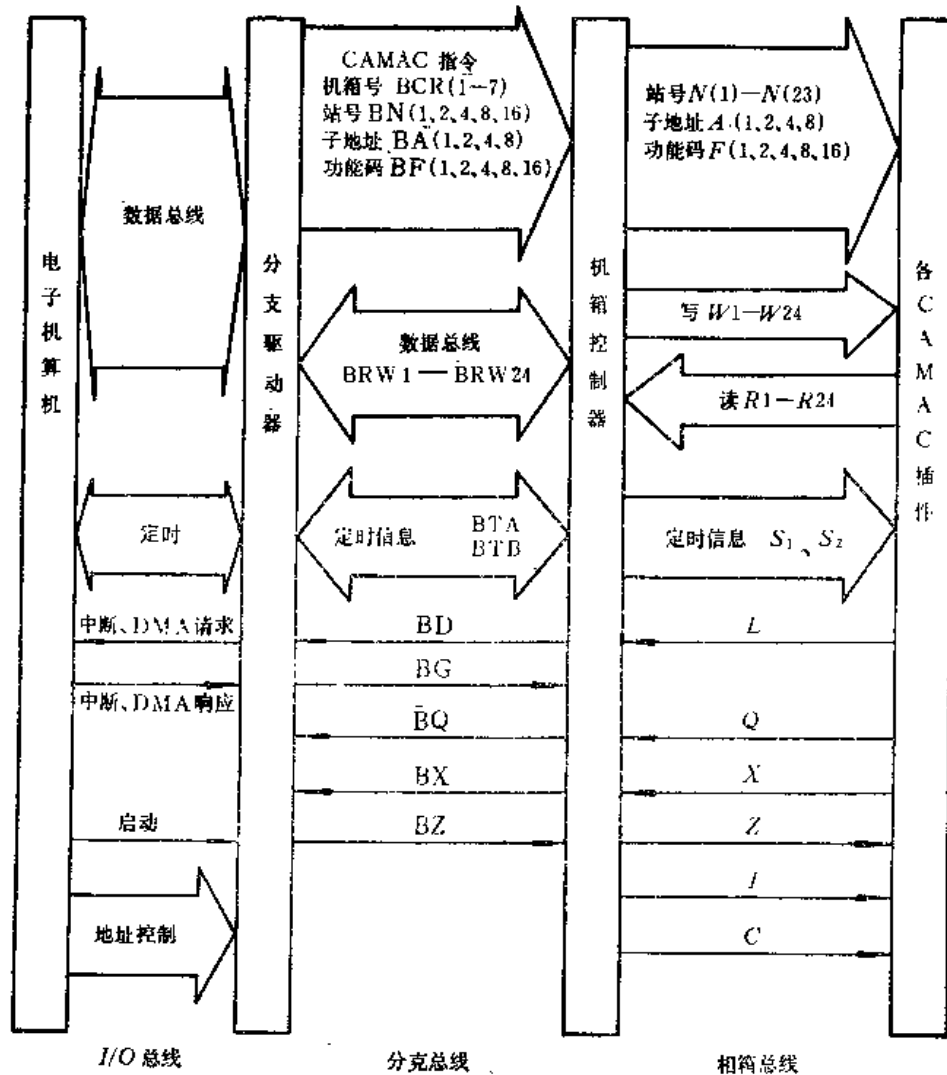 CAMAC 指令
机箱号 BCR(1—7)
站号 BN(1、2、4、8、16)
子地址 BA(1、2、4、8)
功能码 BF(1、2、4、8、16)
站号N(1)—N(23)
子地址A(1、2、4、8)
功能码F(1、2、4、8、16)
数据总线
电子机算机
分支驱动器
机箱控制器
各CAMAC插件
写 W1—W24
数据总线
BRW1—BRW24
读 R1—R24
定时
定时信息 BTA
BTB
定时信息 S₁、S₂
中断、DMA请求
BD
L
BG
中断、DMA响应
BQ
Q
BX
X
启动
BZ
Z
I
地址控制
C
I/O 总线
分克总线
相箱总线